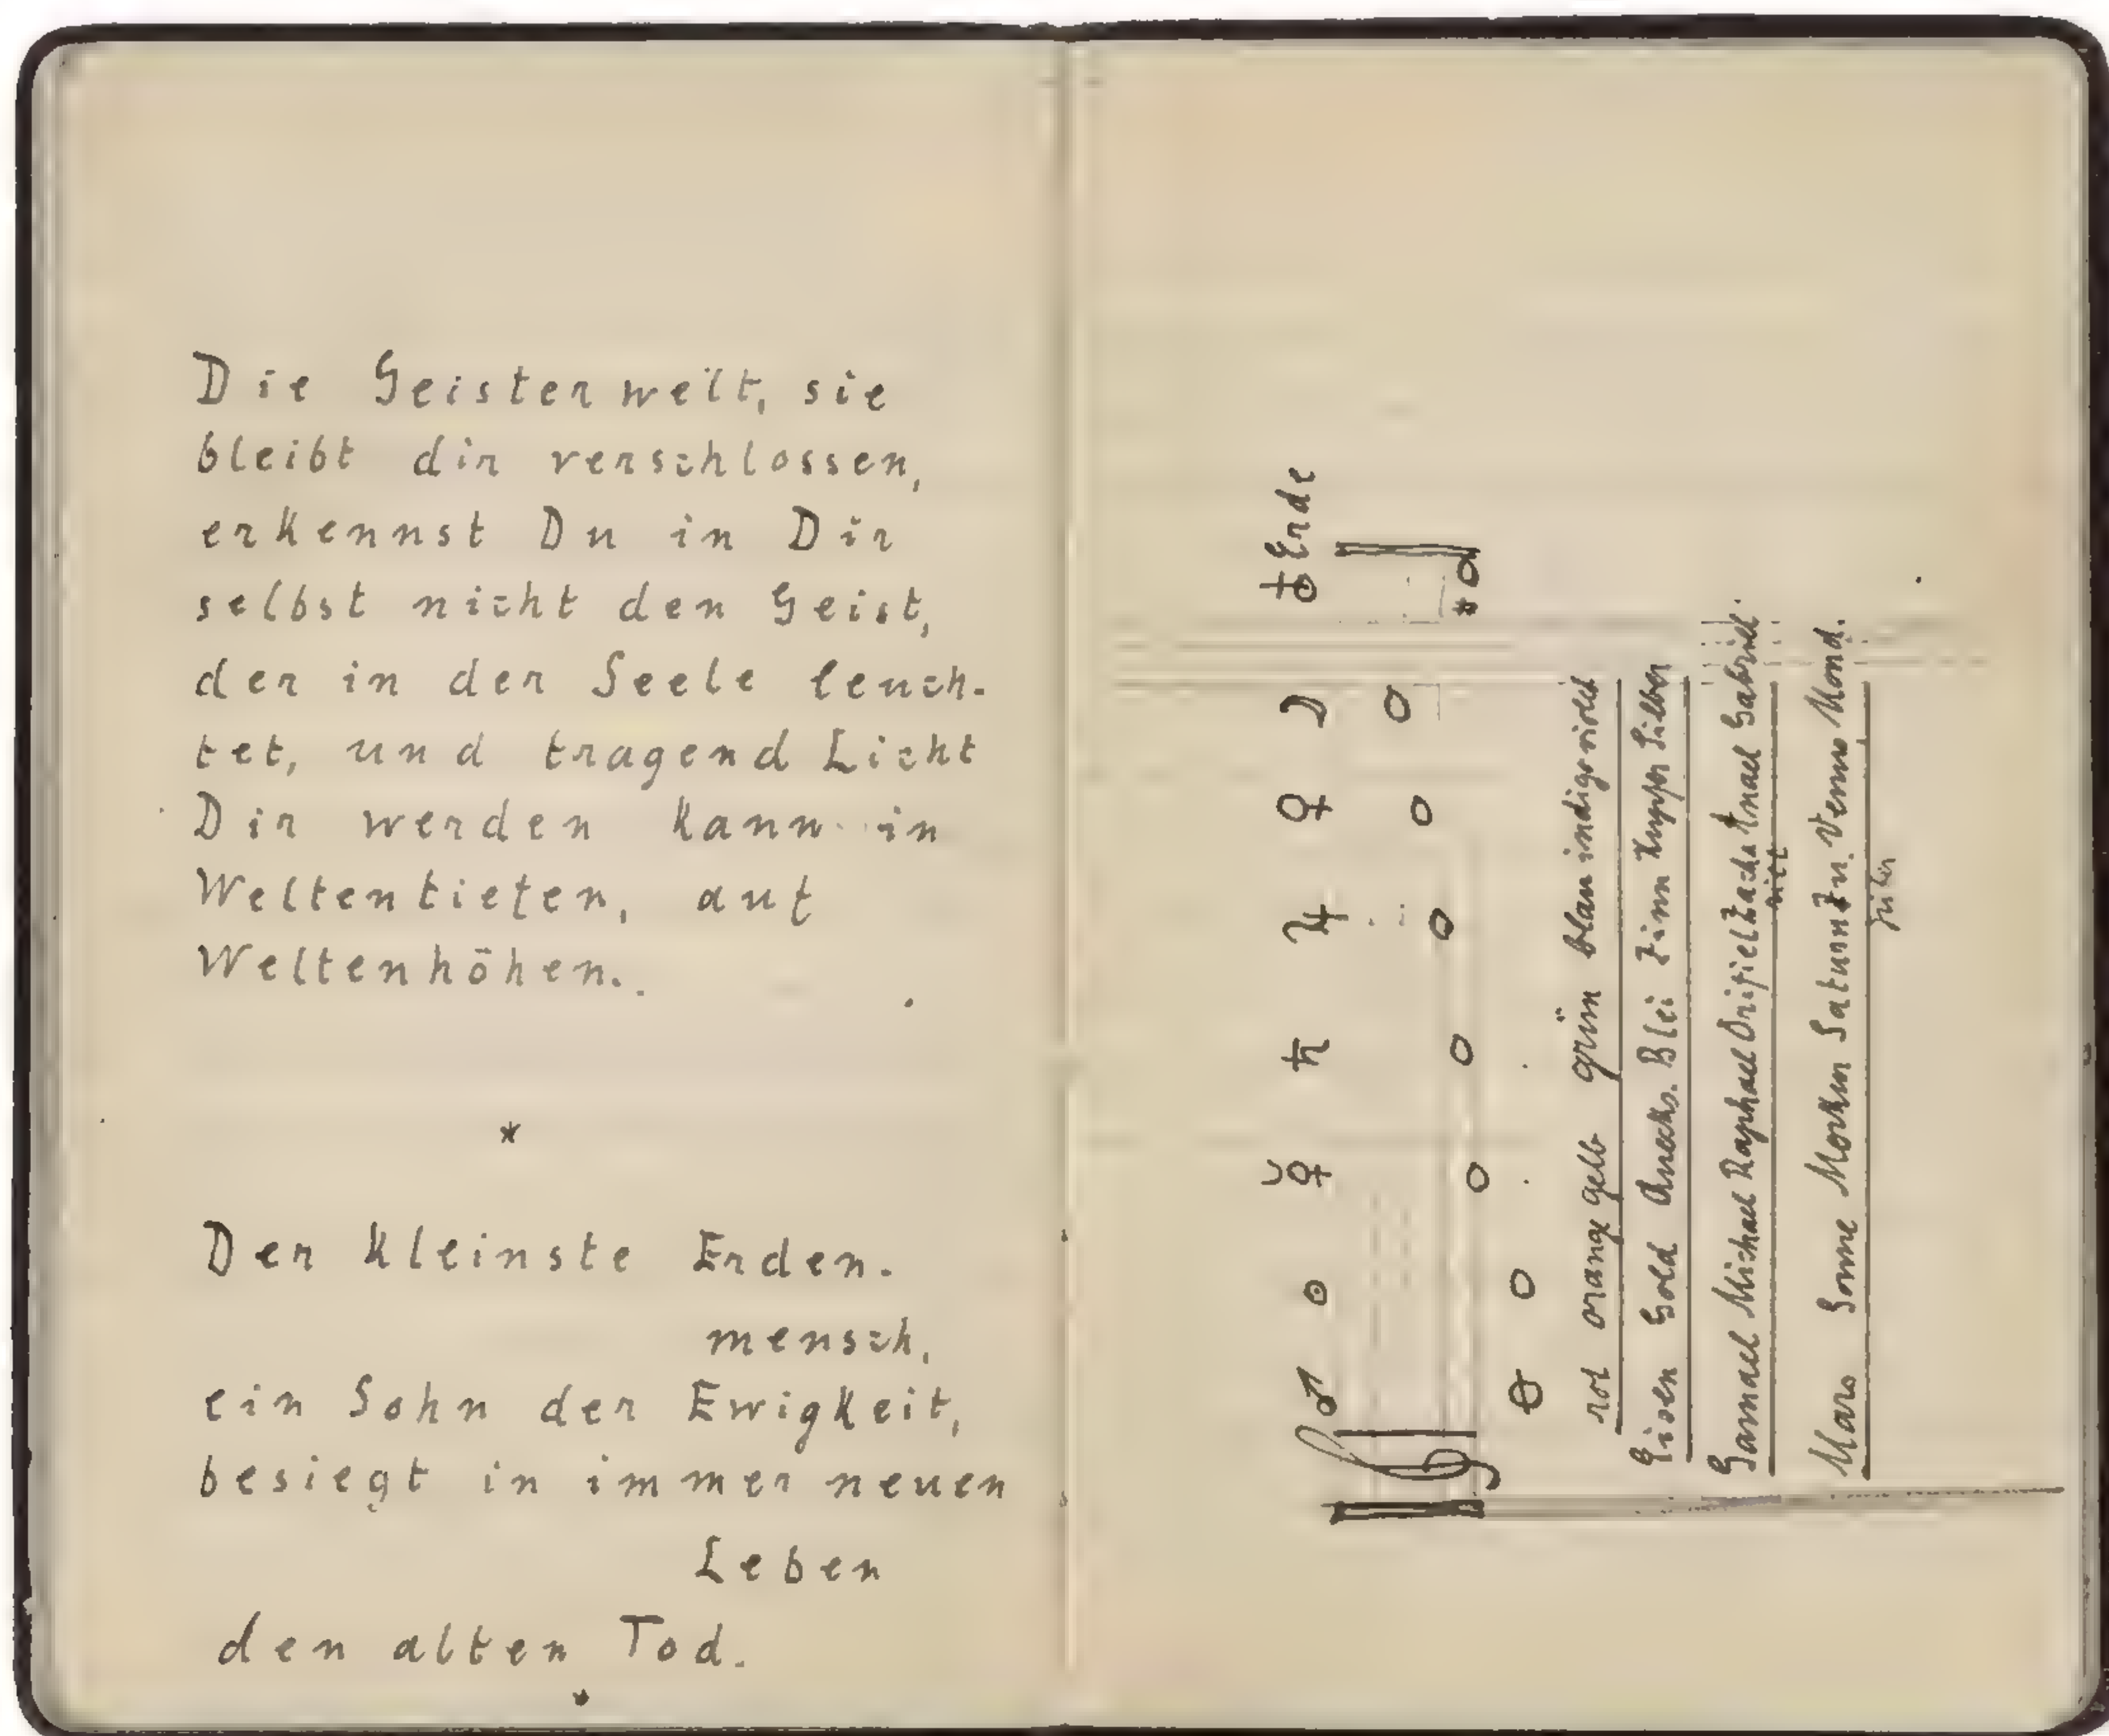 Die Geisterwelt, sie
bleibt dir verschlossen,
erkennst Du in Dir
selbst nicht den Geist,
der in der Seele leuch-
tet, und tragend Licht
Dir werden kann in
Weltentiefen, auf
Weltenhöhen.
*
Der kleinste Erden-
mensch,
ein Sohn der Ewigkeit,
besiegt in immer neuen
Leben
den alten Tod.
*
♂ ☉ ☿ ♄ ♃ ♀ ☽ ♁ Erde
rot orange gelb grün blau indigo violett
Eisen Gold Quecks. Blei Zinn Kupfer Silber
Samael Michael Raphael Orifiel Zachariel Anael Gabriel.
Mars Sonne Merkur Saturn Jupiter Venus Mond.